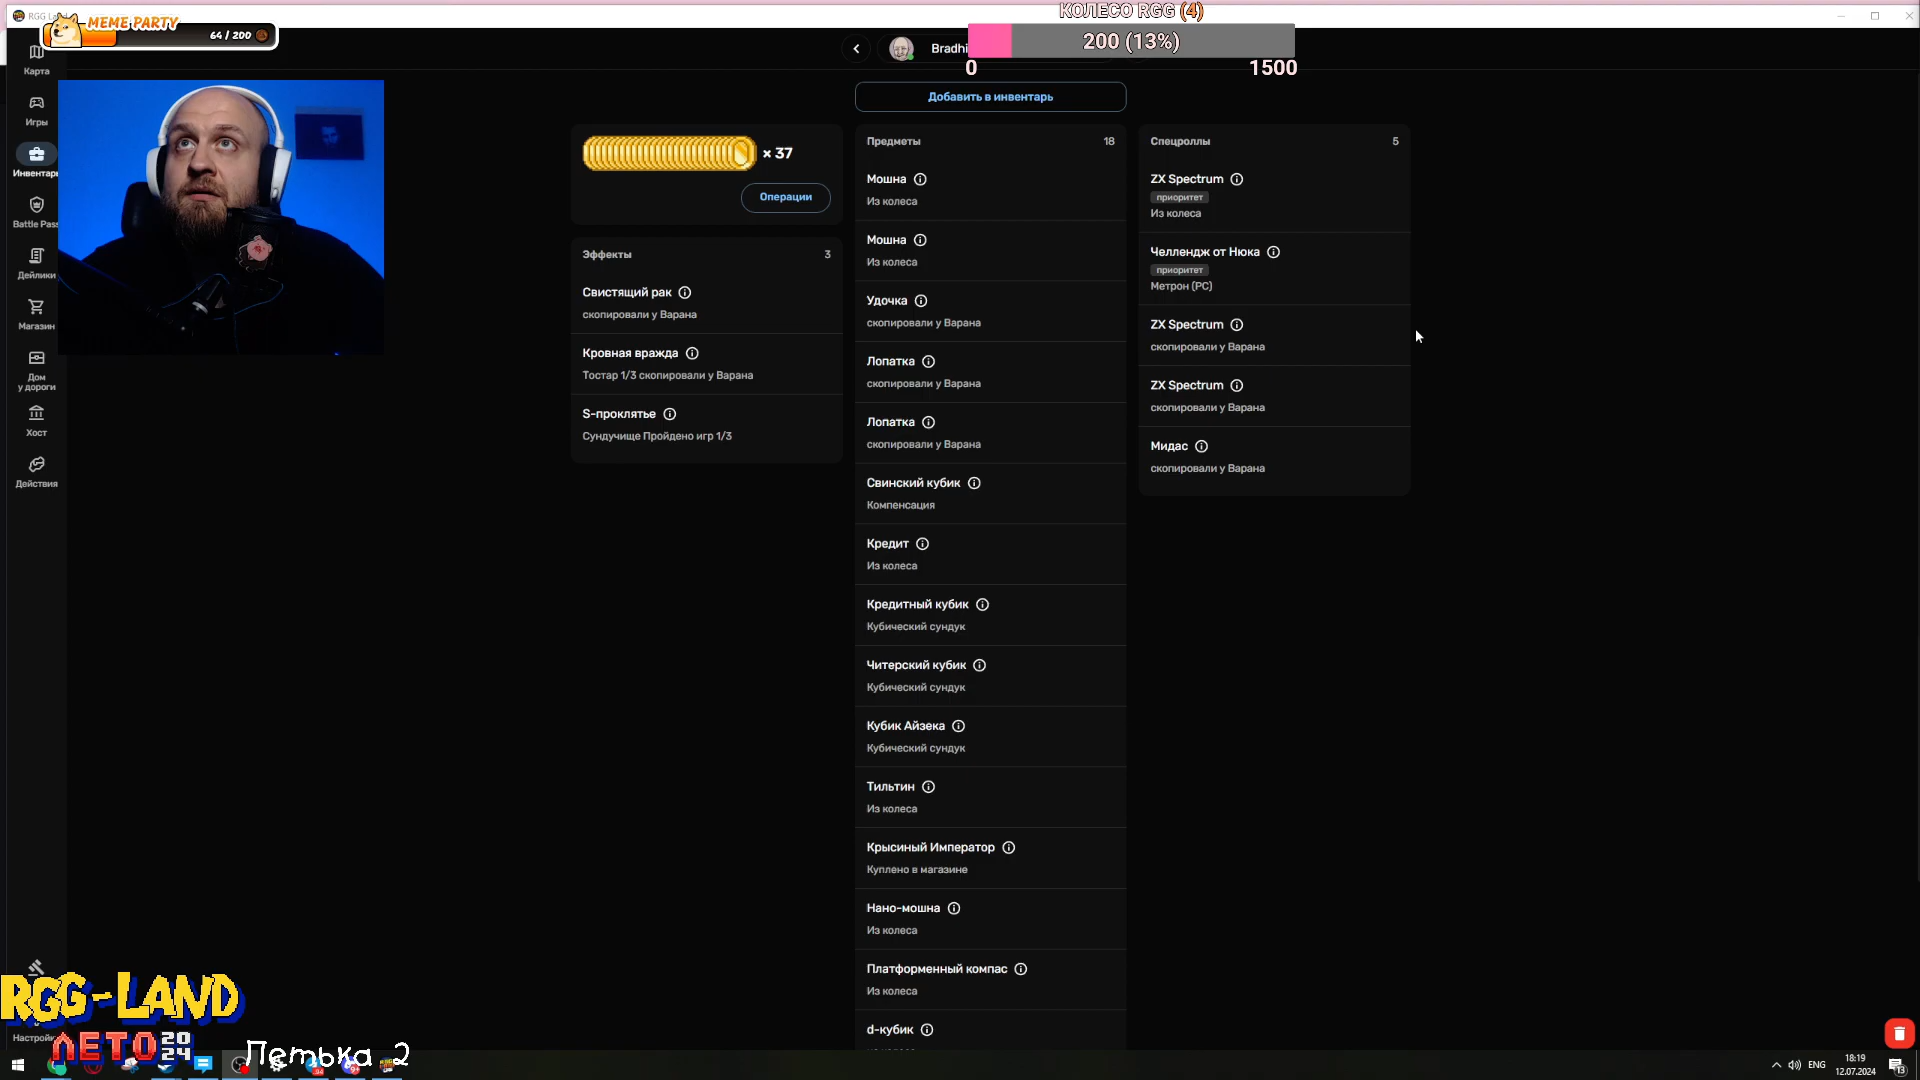 RGG Land
MEME PARTY
64 / 200
КОЛЕСО RGG (4)
200 (13%)
0
1500
Bradhi
Добавить в инвентарь
Карта
Игры
Инвентарь
Battle Pass
Дейлики
Магазин
Дом
у дороги
Хост
Действия
Настройки
× 37
Операции
Эффекты
3
Свистящий рак
скопировали у Варана
Кровная вражда
Тостар 1/3 скопировали у Варана
S-проклятье
Сундучище Пройдено игр 1/3
Предметы
18
Мошна
Из колеса
Мошна
Из колеса
Удочка
скопировали у Варана
Лопатка
скопировали у Варана
Лопатка
скопировали у Варана
Свинский кубик
Компенсация
Кредит
Из колеса
Кредитный кубик
Кубический сундук
Читерский кубик
Кубический сундук
Кубик Айзека
Кубический сундук
Тильтин
Из колеса
Крысиный Император
Куплено в магазине
Нано-мошна
Из колеса
Платформенный компас
Из колеса
d-кубик
Спецроллы
5
ZX Spectrum
приоритет
Из колеса
Челлендж от Нюка
приоритет
Метрон (PC)
ZX Spectrum
скопировали у Варана
ZX Spectrum
скопировали у Варана
Мидас
скопировали у Варана
RGG-LAND
ЛЕТО 2024
Петька 2
ENG
18:19
12.07.2024
13